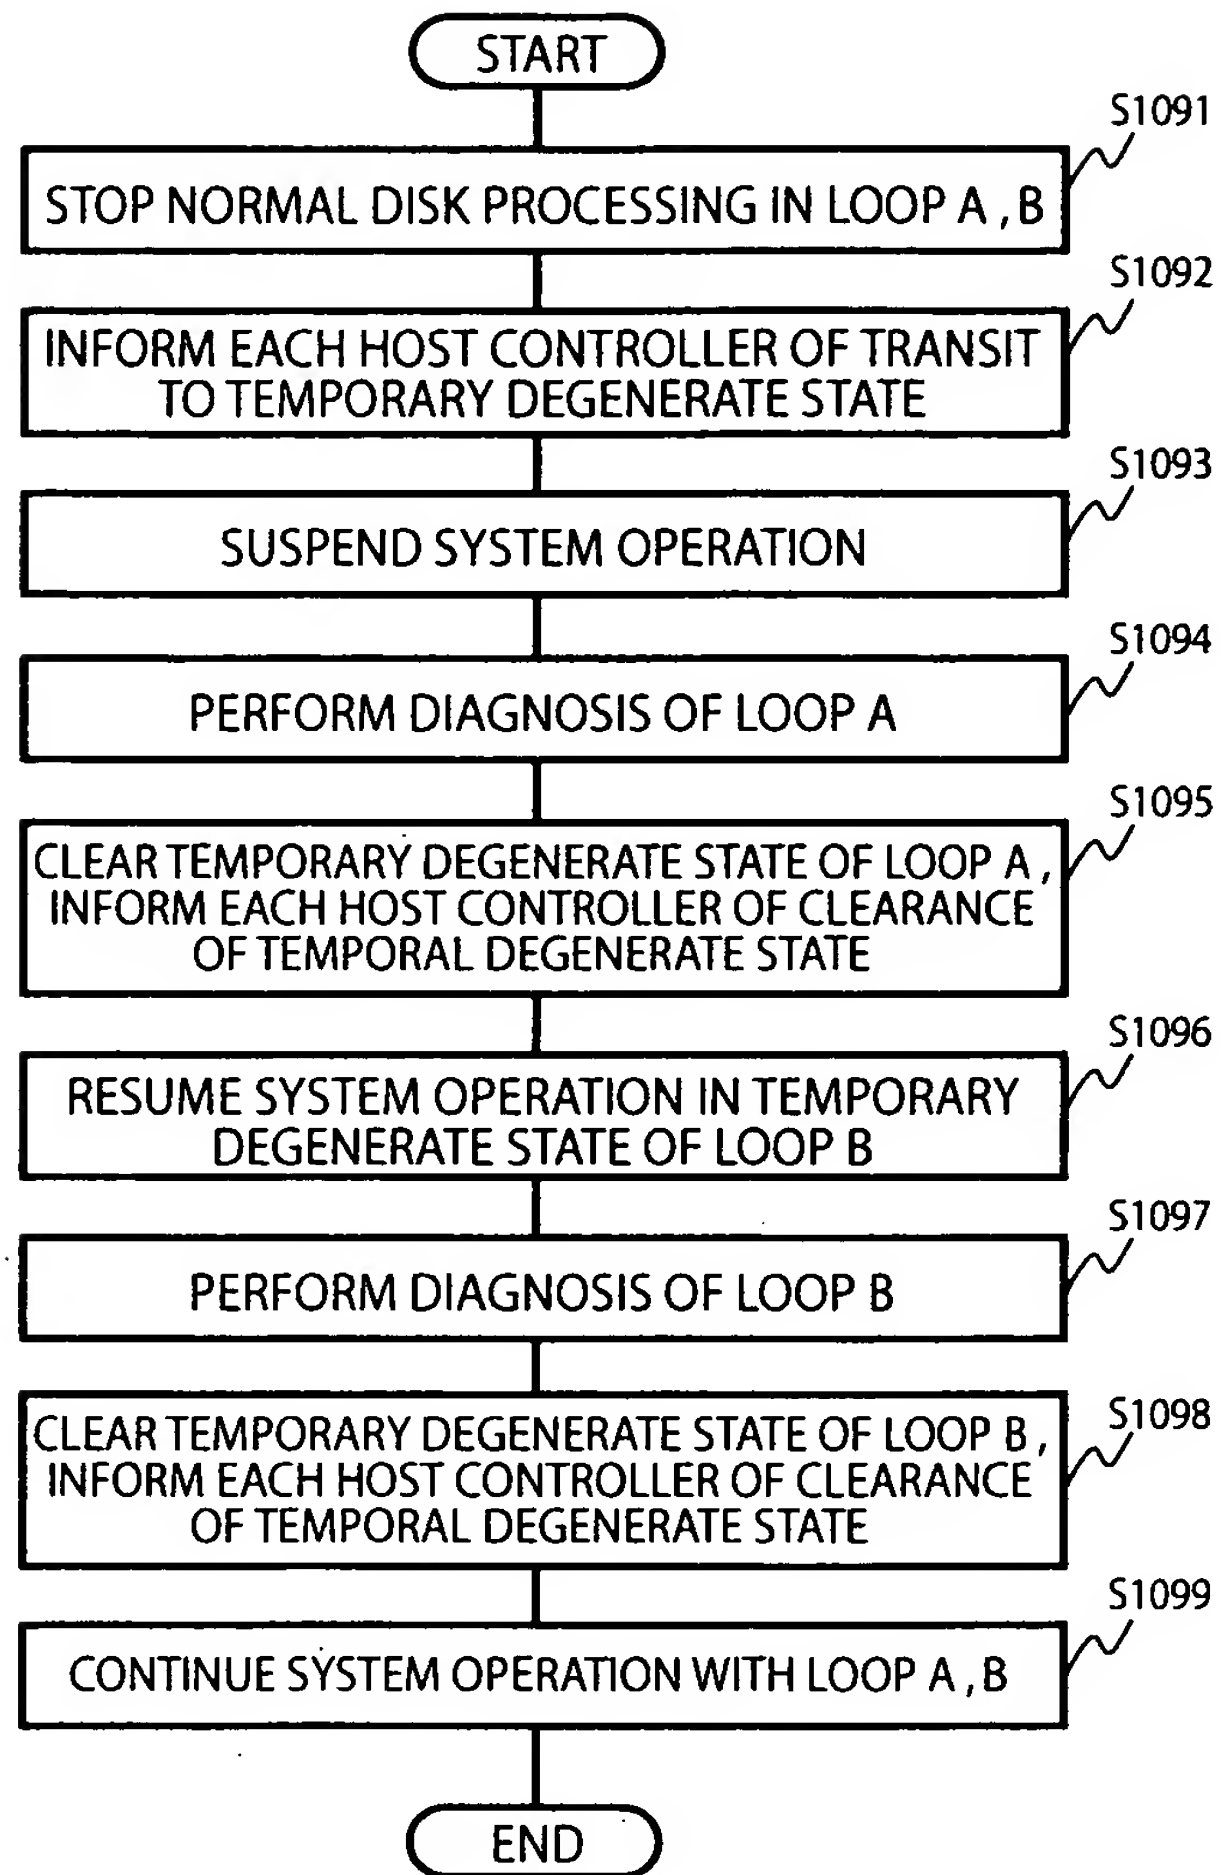 START
S1091
STOP NORMAL DISK PROCESSING IN LOOP A , B
S1092
INFORM EACH HOST CONTROLLER OF TRANSIT
TO TEMPORARY DEGENERATE STATE
S1093
SUSPEND SYSTEM OPERATION
S1094
PERFORM DIAGNOSIS OF LOOP A
S1095
CLEAR TEMPORARY DEGENERATE STATE OF LOOP A ,
INFORM EACH HOST CONTROLLER OF CLEARANCE
OF TEMPORAL DEGENERATE STATE
S1096
RESUME SYSTEM OPERATION IN TEMPORARY
DEGENERATE STATE OF LOOP B
S1097
PERFORM DIAGNOSIS OF LOOP B
S1098
CLEAR TEMPORARY DEGENERATE STATE OF LOOP B ,
INFORM EACH HOST CONTROLLER OF CLEARANCE
OF TEMPORAL DEGENERATE STATE
S1099
CONTINUE SYSTEM OPERATION WITH LOOP A , B
END